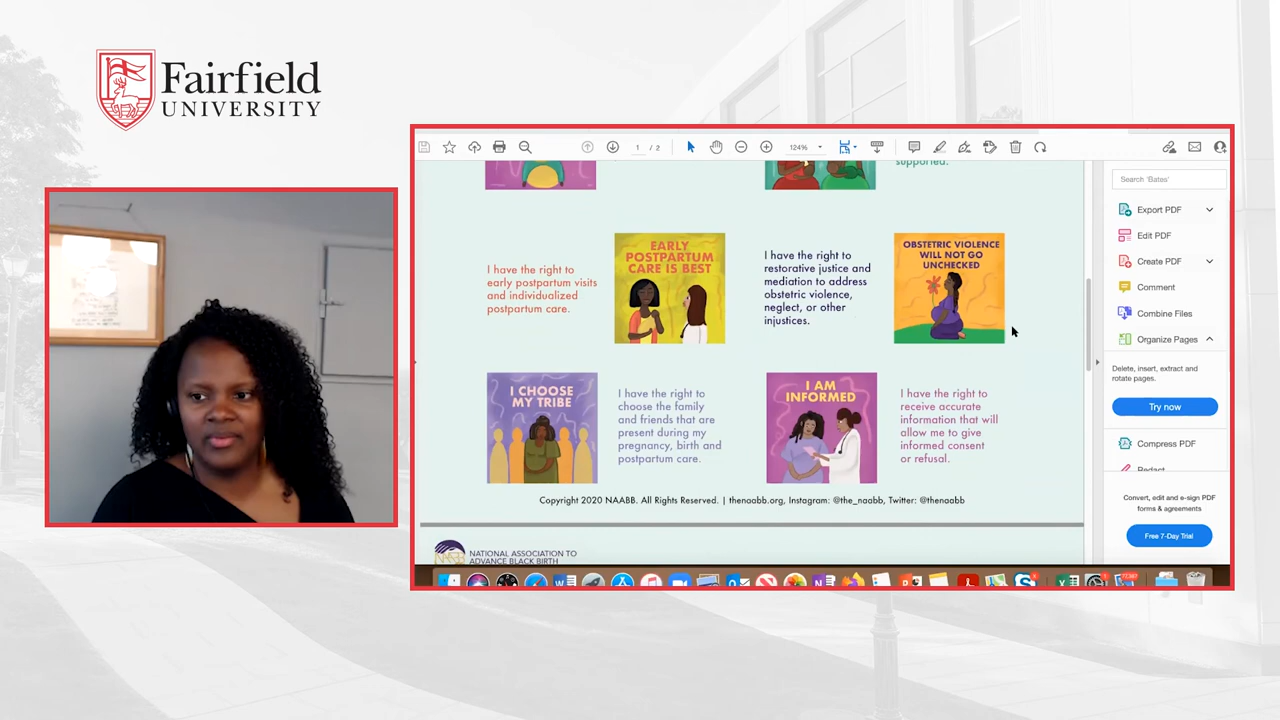 Fairfield
UNIVERSITY
1 / 2
124%
supported.
Search 'Bates'
Export PDF
Edit PDF
Create PDF
Comment
Combine Files
Organize Pages
Delete, insert, extract and
rotate pages.
Try now
Compress PDF
Redact
Convert, edit and e-sign PDF
forms & agreements
Free 7-Day Trial
I have the right to
early postpartum visits
and individualized
postpartum care.
EARLY
POSTPARTUM
CARE IS BEST
I have the right to
restorative justice and
mediation to address
obstetric violence,
neglect, or other
injustices.
OBSTETRIC VIOLENCE
WILL NOT GO
UNCHECKED
I CHOOSE
MY TRIBE
I have the right to
choose the family
and friends that are
present during my
pregnancy, birth and
postpartum care.
I AM
INFORMED
I have the right to
receive accurate
information that will
allow me to give
informed consent
or refusal.
Copyright 2020 NAABB. All Rights Reserved. | thenaabb.org, Instagram: @the_naabb, Twitter: @thenaabb
NATIONAL ASSOCIATION TO
ADVANCE BLACK BIRTH